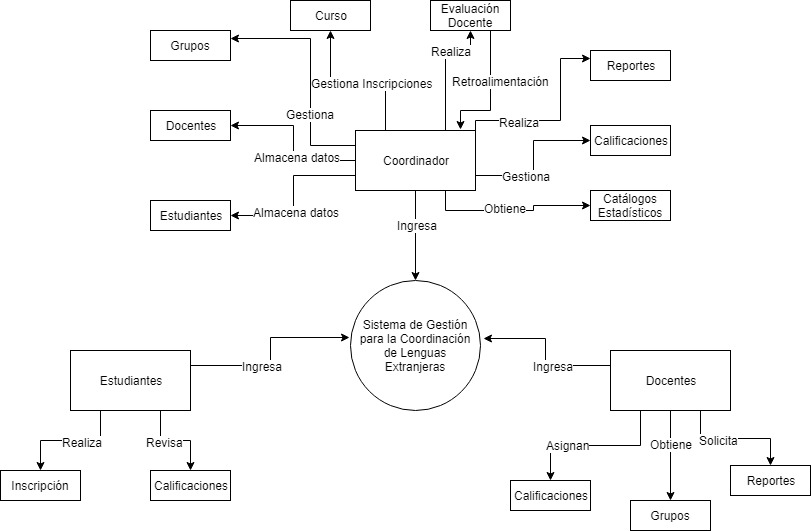 Curso
Evaluación
Docente
Grupos
Realiza
Reportes
Gestiona Inscripciones
Retroalimentación
Gestiona
Docentes
Realiza
Calificaciones
Almacena datos
Coordinador
Gestiona
Estudiantes
Almacena datos
Obtiene
Catálogos
Estadísticos
Ingresa
Sistema de Gestión
para la Coordinación
de Lenguas
Extranjeras
Estudiantes
Ingresa
Ingresa
Docentes
Realiza
Revisa
Asignan
Obtiene
Solicita
Inscripción
Calificaciones
Calificaciones
Grupos
Reportes